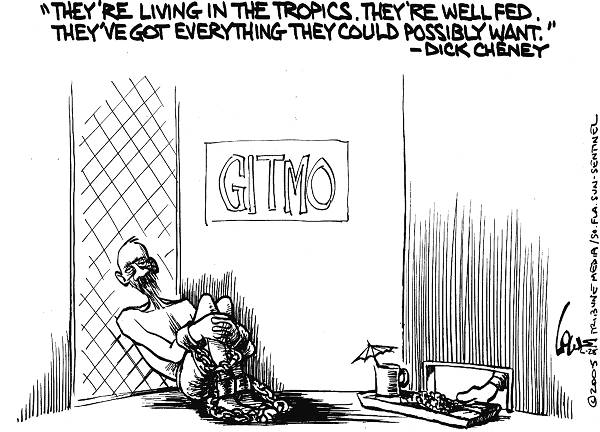 "THEY'RE LIVING IN THE TROPICS. THEY'RE WELL FED.
THEY'VE GOT EVERYTHING THEY COULD POSSIBLY WANT."
–DICK CHENEY
GITMO
©2005 TRIBUNE MEDIA/SO. FLA. SUN-SENTINEL